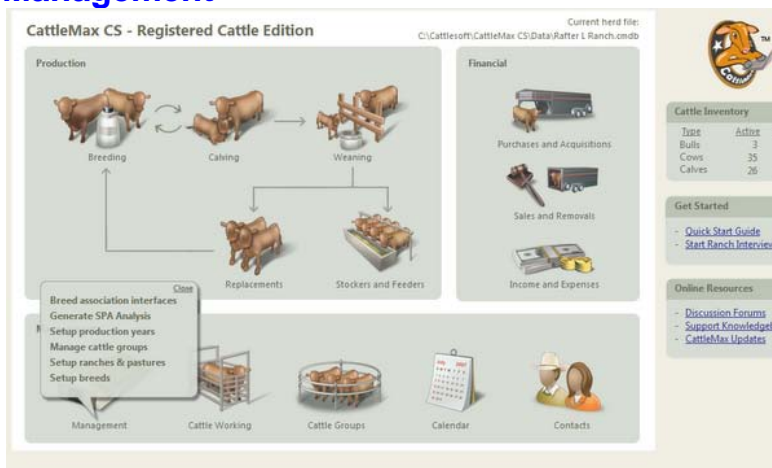 Management
CattleMax CS - Registered Cattle Edition
Current herd file:
C:\Cattlesoft\CattleMax CS\Data\Rafter L Ranch.cmdb
Production
Breeding
Calving
Weaning
Replacements
Stockers and Feeders
Financial
Purchases and Acquisitions
Sales and Removals
Income and Expenses
Close
Breed association interfaces
Generate SPA Analysis
Setup production years
Manage cattle groups
Setup ranches & pastures
Setup breeds
Management
Cattle Working
Cattle Groups
Calendar
Contacts
TM
CattleMax
Cattle Inventory
Type Active
Bulls 3
Cows 35
Calves 26
Get Started
- Quick Start Guide
- Start Ranch Interview
Online Resources
- Discussion Forums
- Support
- CattleMax Updates